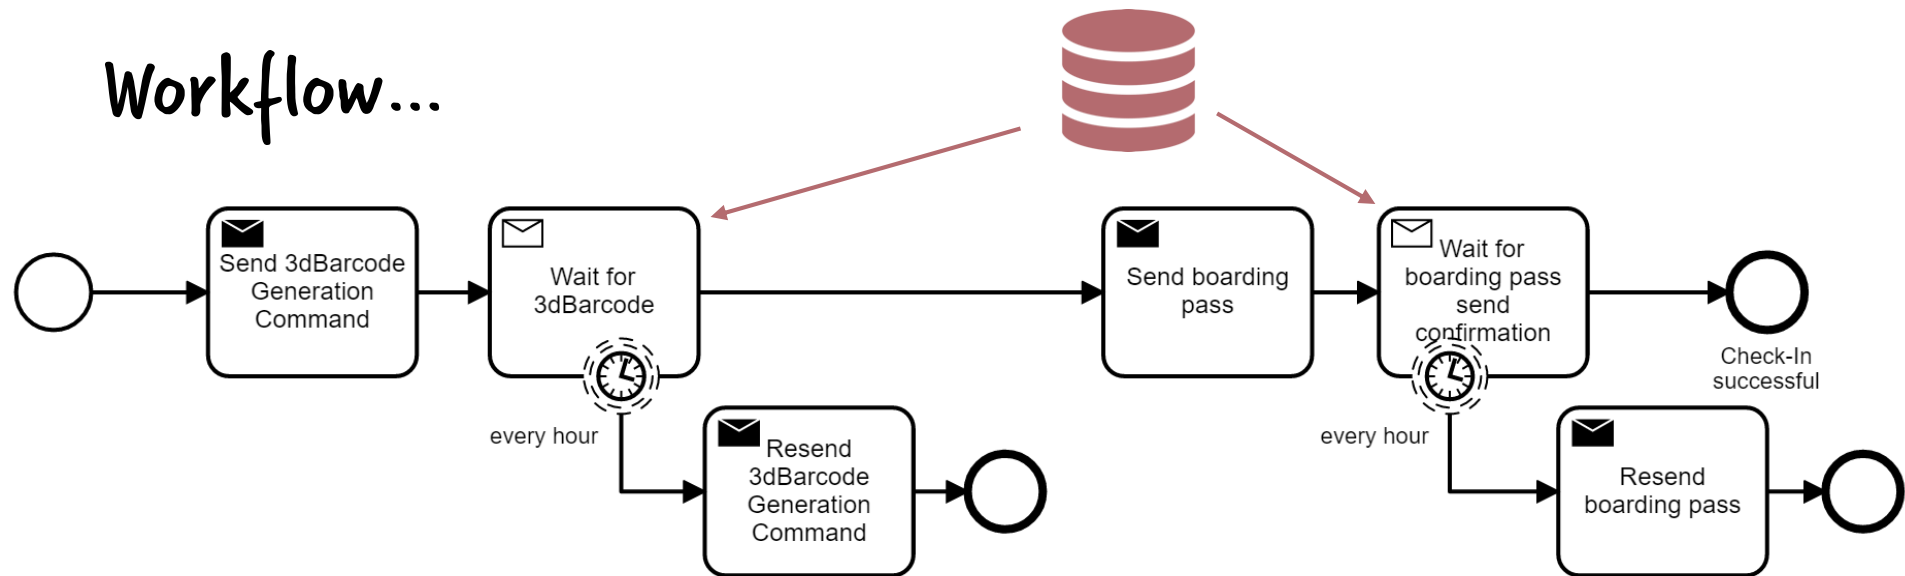 Workflow...
Send 3dBarcode
Generation
Command
Wait for
3dBarcode
Send boarding
pass
Wait for
boarding pass
send
confirmation
Check-In
successful
every hour
Resend
3dBarcode
Generation
Command
every hour
Resend
boarding pass